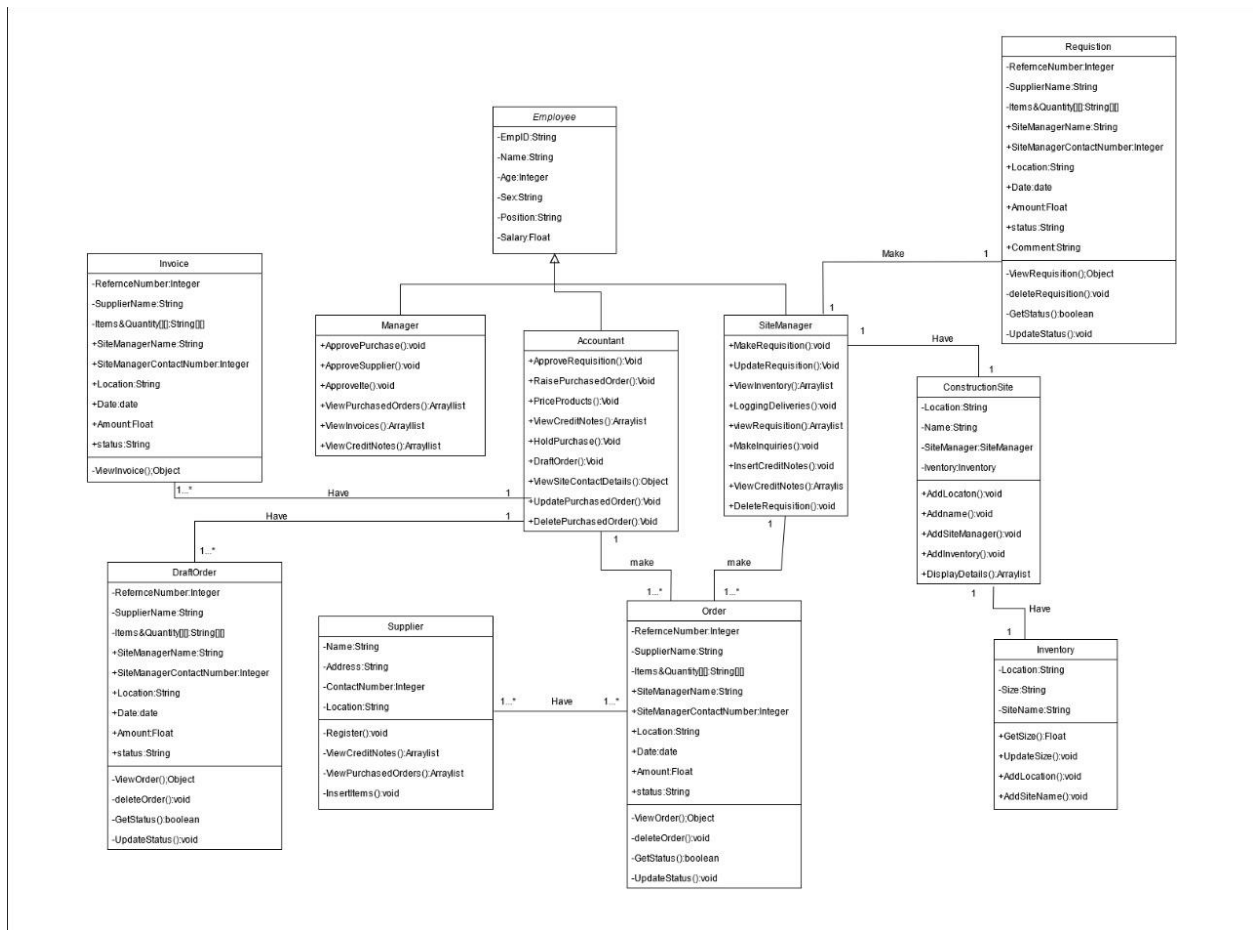 Requistion
-RefernceNumber:Integer
-SupplierName:String
-Items&Quantity[][]:String[][]
+SiteManagerName:String
+SiteManagerContactNumber:Integer
+Location:String
+Date:date
+Amount:Float
+status:String
+Comment:String
-ViewRequisition();Object
-deleteRequisition():void
-GetStatus():boolean
-UpdateStatus():void
Employee
-EmpID:String
-Name:String
-Age:Integer
-Sex:String
-Position:String
-Salary:Float
Make
1
1
Invoice
-RefernceNumber:Integer
-SupplierName:String
-Items&Quantity[][]:String[][]
+SiteManagerName:String
+SiteManagerContactNumber:Integer
+Location:String
+Date:date
+Amount:Float
+status:String
-ViewInvoice();Object
Manager
+ApprovePurchase():void
+ApproveSupplier():void
+ApproveIte():void
+ViewPurchasedOrders():Arrayllist
+ViewInvoices():Arrayllist
+ViewCreditNotes():Arrayllist
Accountant
+ApproveRequisition():Void
+RaisePurchasedOrder():Void
+PriceProducts():Void
+ViewCreditNotes():Arraylist
+HoldPurchase():Void
+DraftOrder():Void
+ViewSiteContactDetails():Object
+UpdatePurchasedOrder():Void
+DeletePurchasedOrder():Void
SiteManager
+MakeRequisition():void
+UpdateRequisition():Void
+ViewInventory():Arraylist
+LoggingDeliveries():void
+viewRequisition():Arraylist
+MakeInquiries():void
+InsertCreditNotes():void
+ViewCreditNotes():Arraylis
+DeleteRequisition():void
1
Have
1
ConstructionSite
-Location:String
-Name:String
-SiteManager:SiteManager
-Iventory:Inventory
+AddLocaton():void
+Addname():void
+AddSiteManager():void
+AddInventory():void
+DisplayDetails():Arraylist
1...*
Have
1
Have
1
1...*
1
make
1...*
1
make
1...*
1
Have
1
DraftOrder
-RefernceNumber:Integer
-SupplierName:String
-Items&Quantity[][]:String[][]
+SiteManagerName:String
+SiteManagerContactNumber:Integer
+Location:String
+Date:date
+Amount:Float
+status:String
-ViewOrder();Object
-deleteOrder():void
-GetStatus():boolean
-UpdateStatus():void
Supplier
-Name:String
-Address:String
-ContactNumber:Integer
-Location:String
-Register():void
-ViewCreditNotes():Arraylist
-ViewPurchasedOrders():Arraylist
-InsertItems():void
1...*
Have
1...*
Order
-RefernceNumber:Integer
-SupplierName:String
-Items&Quantity[][]:String[][]
+SiteManagerName:String
+SiteManagerContactNumber:Integer
+Location:String
+Date:date
+Amount:Float
+status:String
-ViewOrder();Object
-deleteOrder():void
-GetStatus():boolean
-UpdateStatus():void
Inventory
-Location:String
-Size:String
-SiteName:String
+GetSize():Float
+UpdateSize():void
+AddLocation():void
+AddSiteName():void